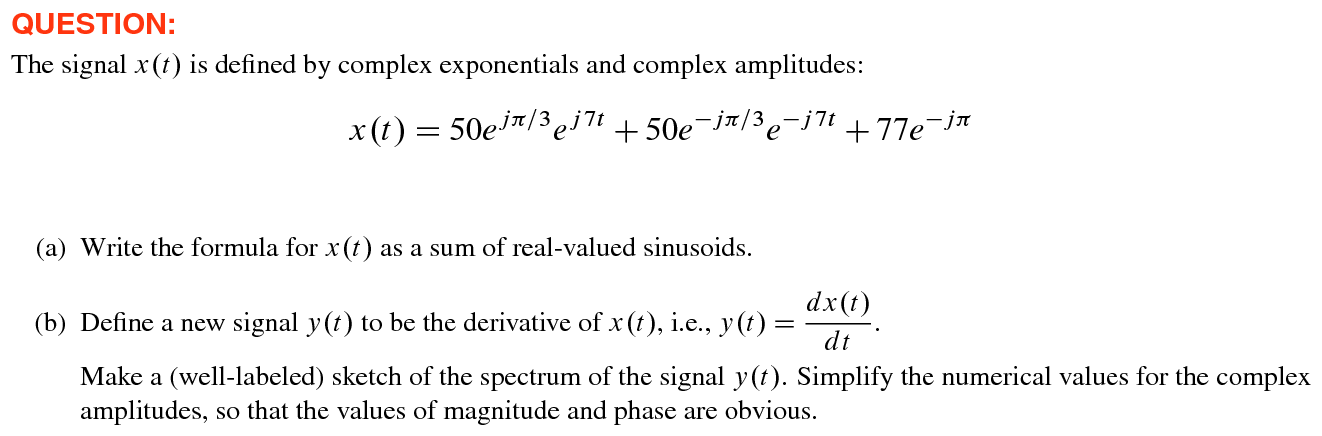 QUESTION:
The signal x(t) is defined by complex exponentials and complex amplitudes:
x(t) = 50e^{jπ/3}e^{j7t} + 50e^{−jπ/3}e^{−j7t} + 77e^{−jπ}
(a) Write the formula for x(t) as a sum of real-valued sinusoids.
(b) Define a new signal y(t) to be the derivative of x(t), i.e., y(t) = \frac{dx(t)}{dt}.
Make a (well-labeled) sketch of the spectrum of the signal y(t). Simplify the numerical values for the complex
amplitudes, so that the values of magnitude and phase are obvious.